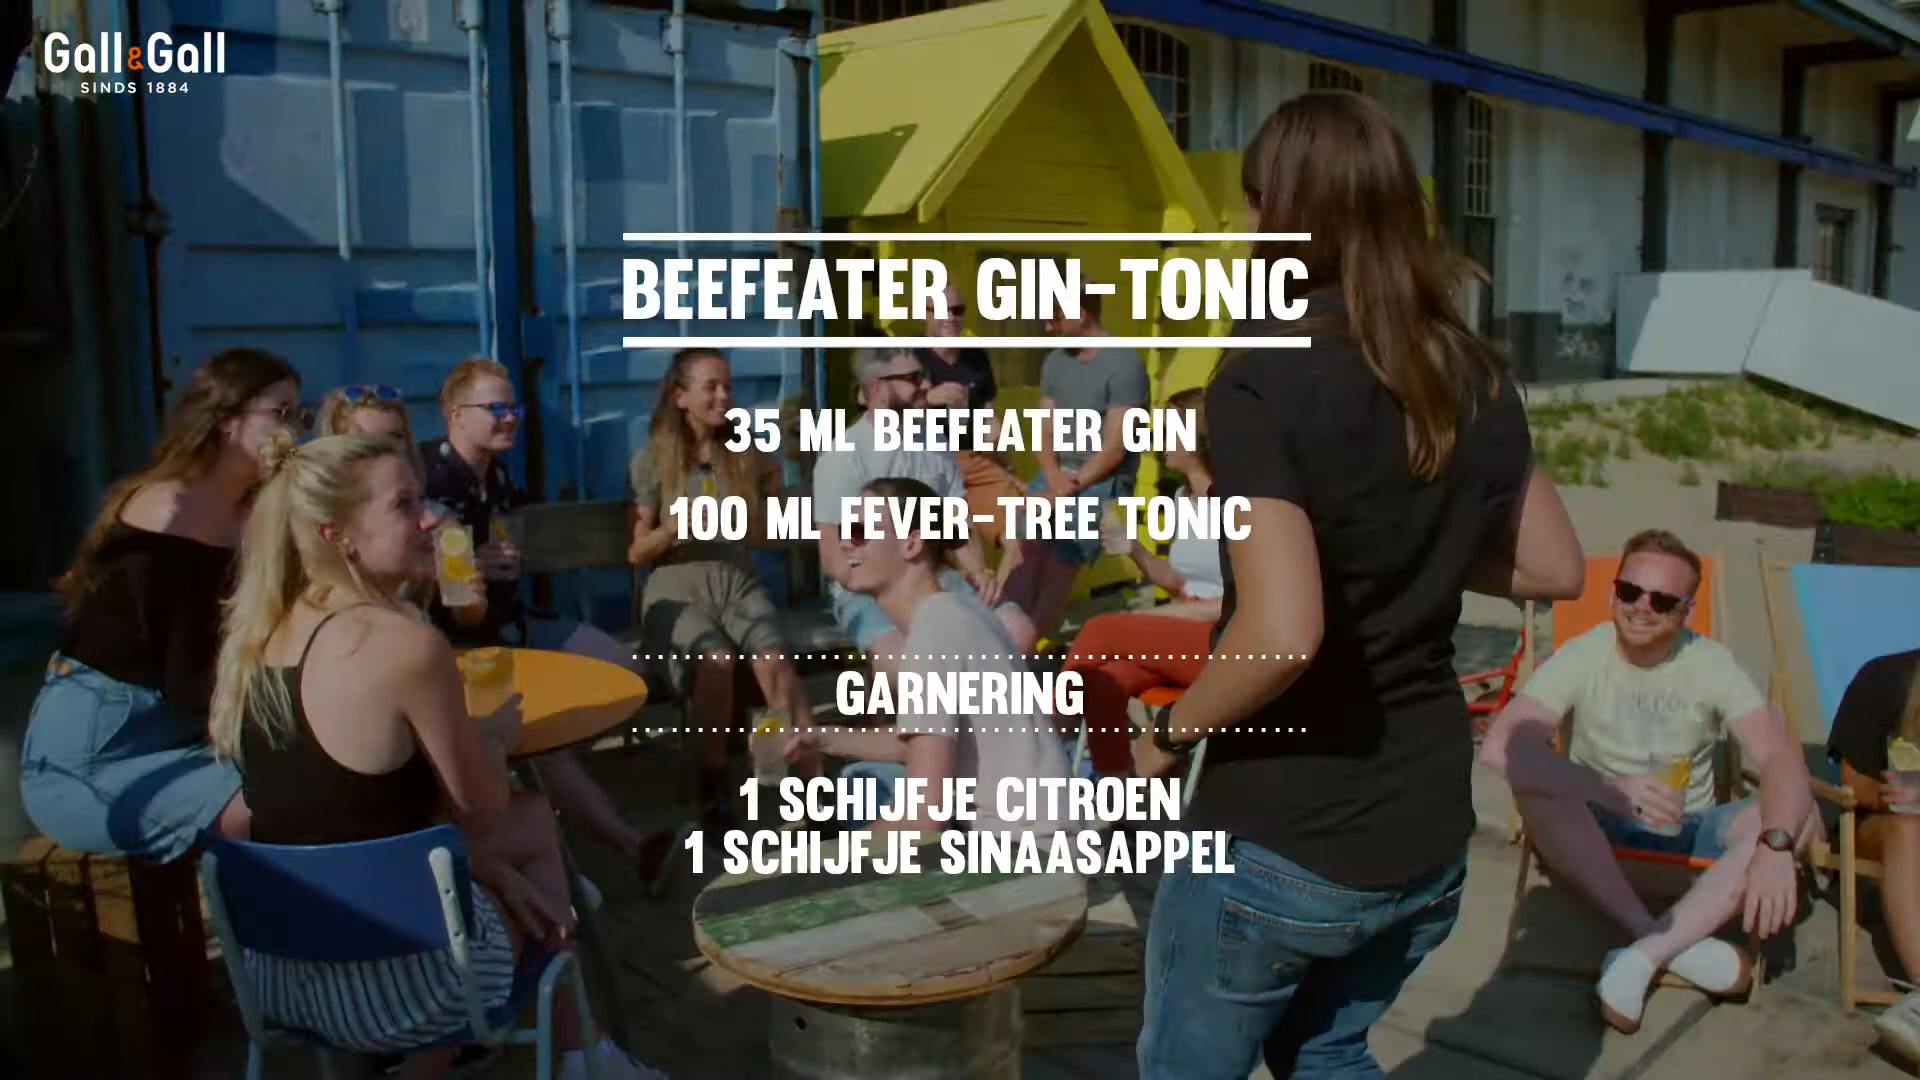 Gall&Gall
SINDS 1884
BEEFEATER GIN-TONIC
35 ML BEEFEATER GIN
100 ML FEVER-TREE TONIC
GARNERING
1 SCHIJFJE CITROEN
1 SCHIJFJE SINAASAPPEL